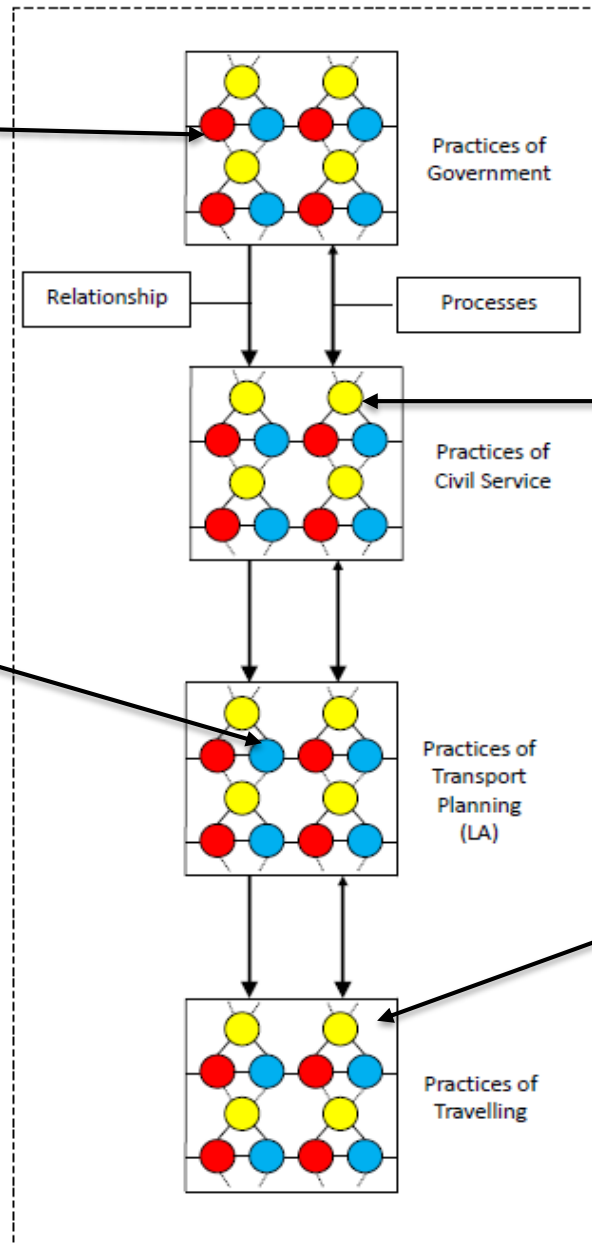 Practices of
Government
Relationship
Processes
Practices of
Civil Service
Practices of
Transport
Planning
(LA)
Practices of
Travelling